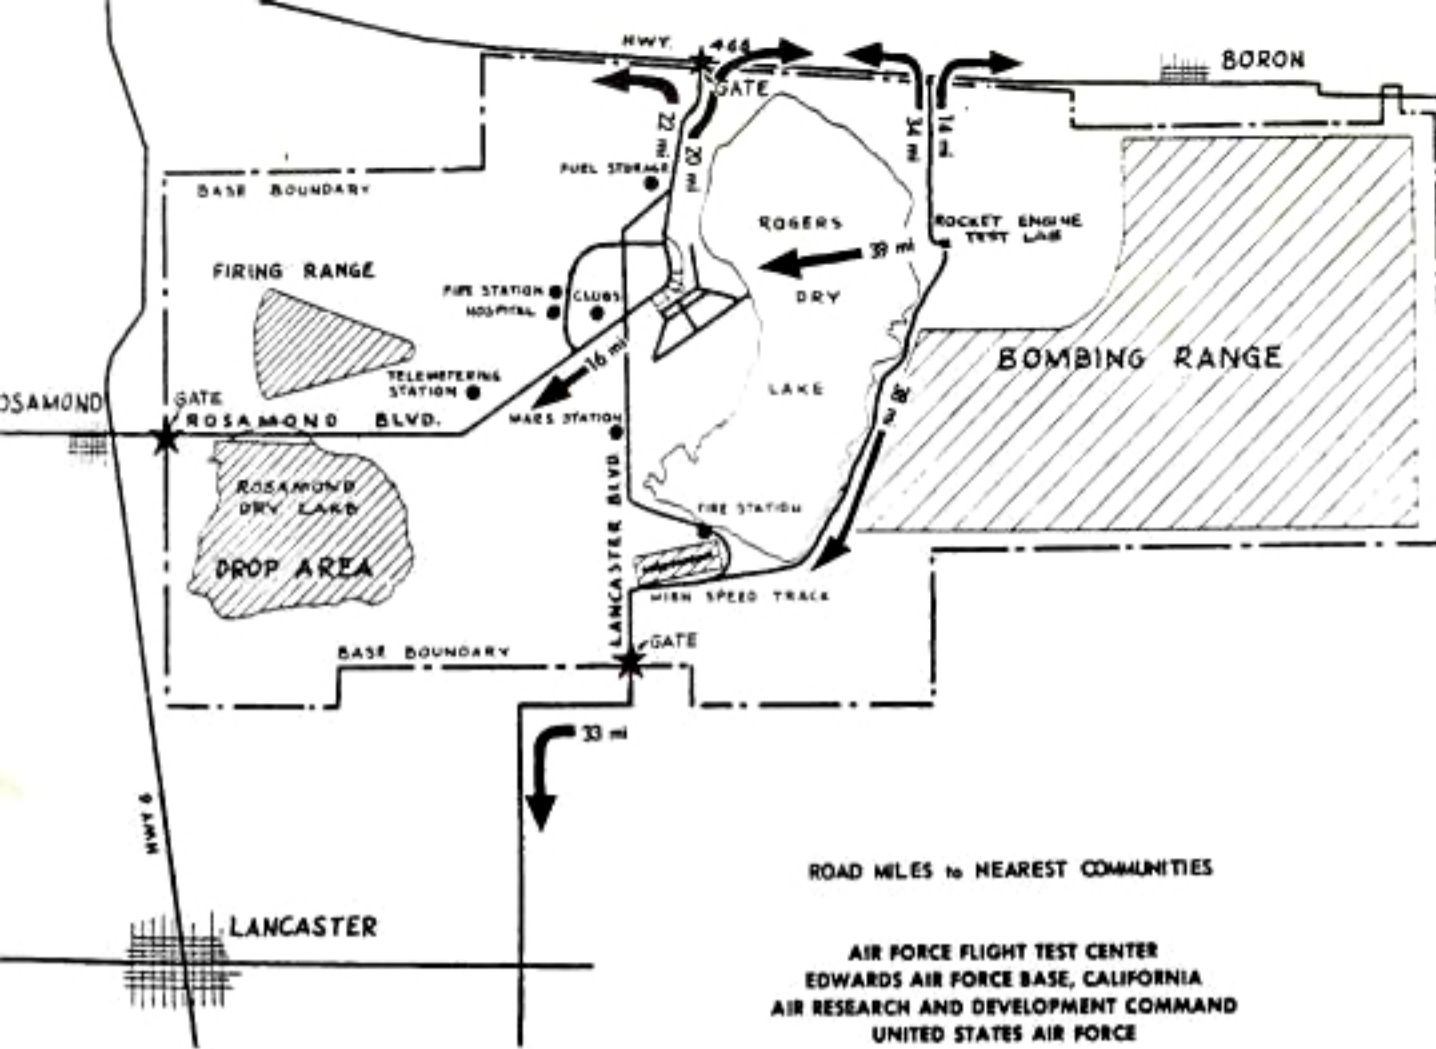 HWY. 466
BORON
GATE
22 mi
20 mi
34 mi
14 mi
FUEL STORAGE
BASE BOUNDARY
ROGERS
ROCKET ENGINE
TEST LAB
FIRING RANGE
FIRE STATION
CLUBS
HOSPITAL
DRY
BOMBING RANGE
16 mi
TELEMETERING
STATION
LAKE
OSAMOND
GATE
ROSAMOND BLVD.
MARS STATION
ROSAMOND
DRY LAKE
FIRE STATION
DROP AREA
LANCASTER BLVD
HIGH SPEED TRACK
GATE
BASE BOUNDARY
33 mi
HWY 6
ROAD MILES to NEAREST COMMUNITIES
LANCASTER
AIR FORCE FLIGHT TEST CENTER
EDWARDS AIR FORCE BASE, CALIFORNIA
AIR RESEARCH AND DEVELOPMENT COMMAND
UNITED STATES AIR FORCE